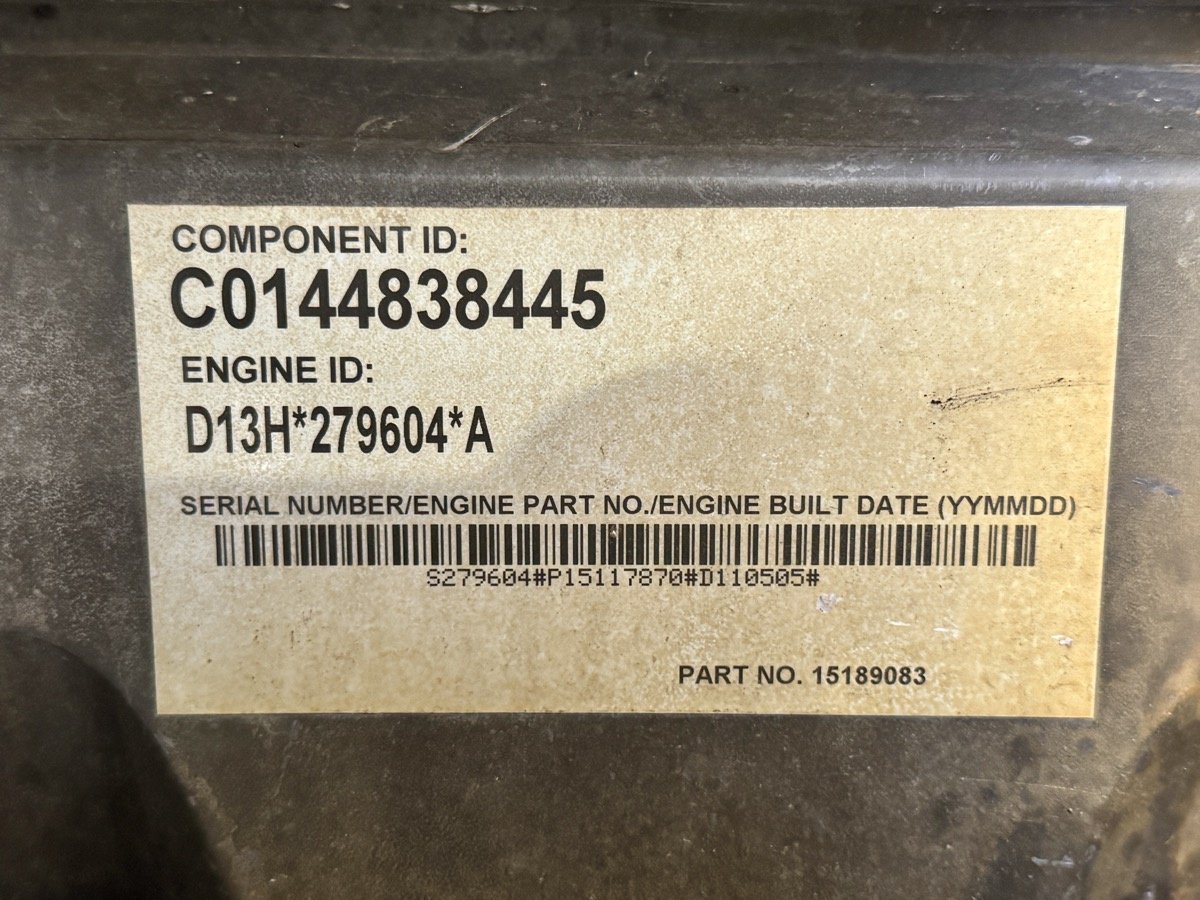 COMPONENT ID:
C0144838445
ENGINE ID:
D13H*279604*A
SERIAL NUMBER/ENGINE PART NO./ENGINE BUILT DATE (YYMMDD)
S279604#P15117870#D110505#
PART NO. 15189083